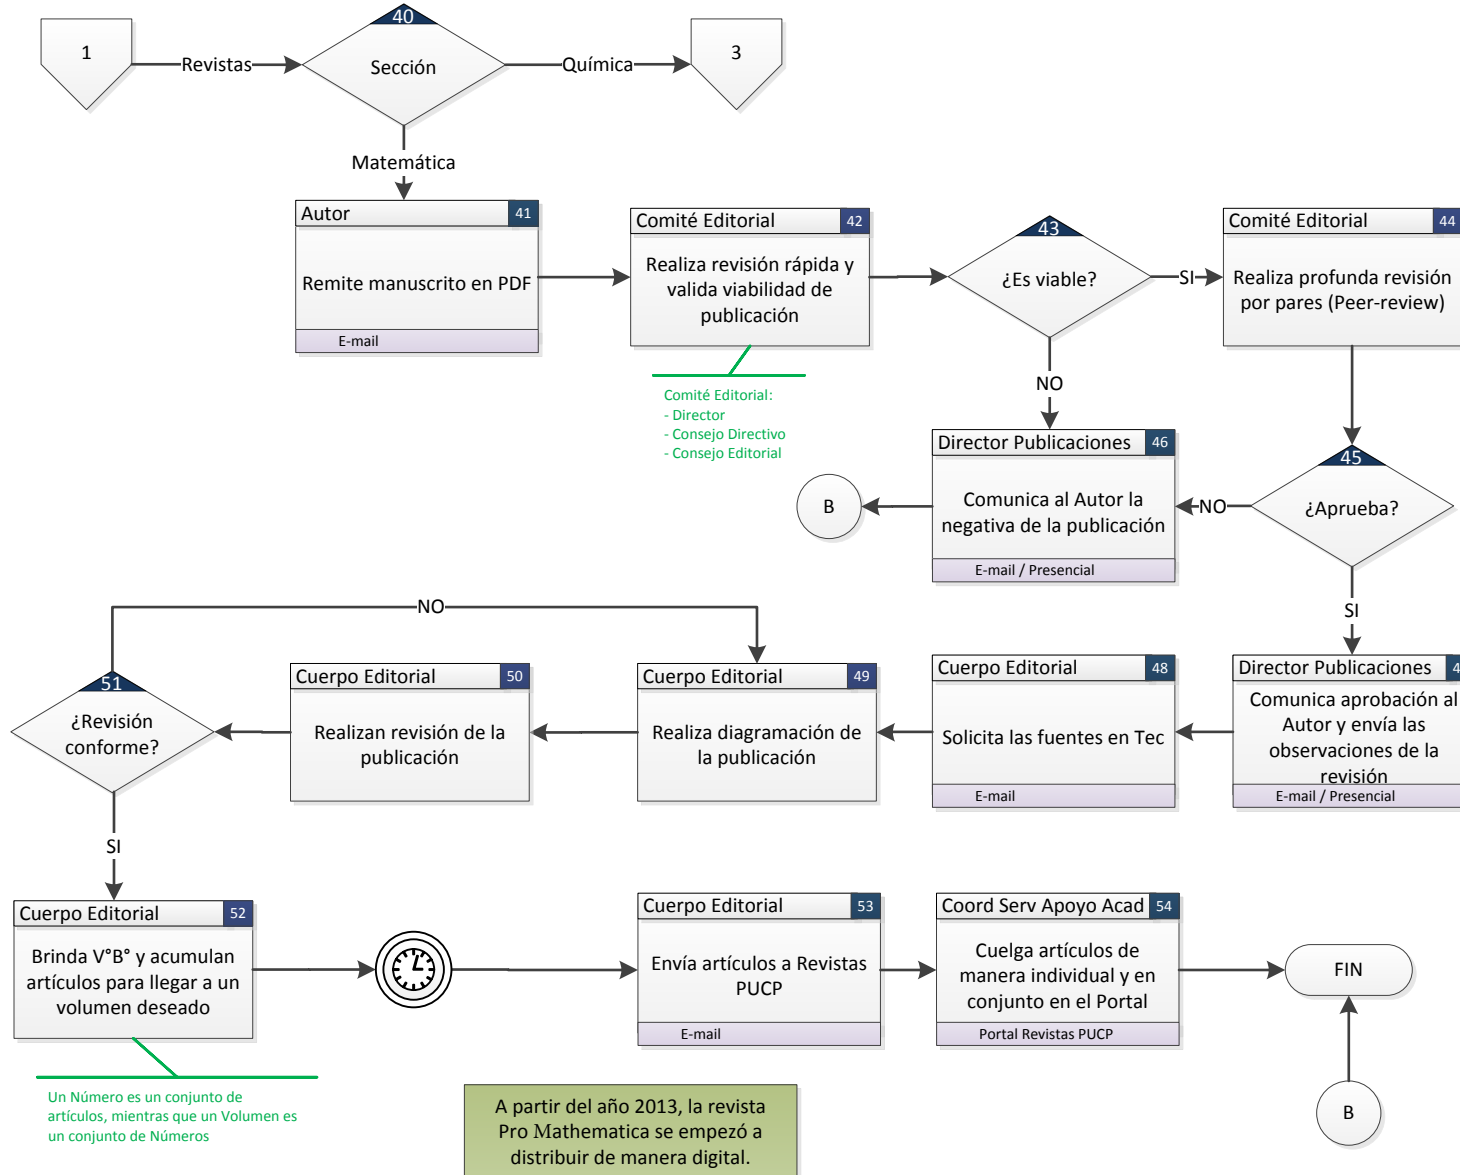 1
Revistas
40
Sección
Química
3
Matemática
Autor
41
Remite manuscrito en PDF
E-mail
Comité Editorial
42
Realiza revisión rápida y
valida viabilidad de
publicación
Comité Editorial:
- Director
- Consejo Directivo
- Consejo Editorial
43
¿Es viable?
SI
NO
Comité Editorial
44
Realiza profunda revisión
por pares (Peer-review)
45
¿Aprueba?
NO
SI
Director Publicaciones
46
Comunica al Autor la
negativa de la publicación
E-mail / Presencial
B
Director Publicaciones
4
Comunica aprobación al
Autor y envía las
observaciones de la
revisión
E-mail / Presencial
Cuerpo Editorial
48
Solicita las fuentes en Tec
E-mail
Cuerpo Editorial
49
Realiza diagramación de
la publicación
Cuerpo Editorial
50
Realizan revisión de la
publicación
51
¿Revisión
conforme?
NO
SI
Cuerpo Editorial
52
Brinda V°B° y acumulan
artículos para llegar a un
volumen deseado
Un Número es un conjunto de
artículos, mientras que un Volumen es
un conjunto de Números
Cuerpo Editorial
53
Envía artículos a Revistas
PUCP
E-mail
Coord Serv Apoyo Acad
54
Cuelga artículos de
manera individual y en
conjunto en el Portal
Portal Revistas PUCP
FIN
B
A partir del año 2013, la revista
Pro Mathematica se empezó a
distribuir de manera digital.